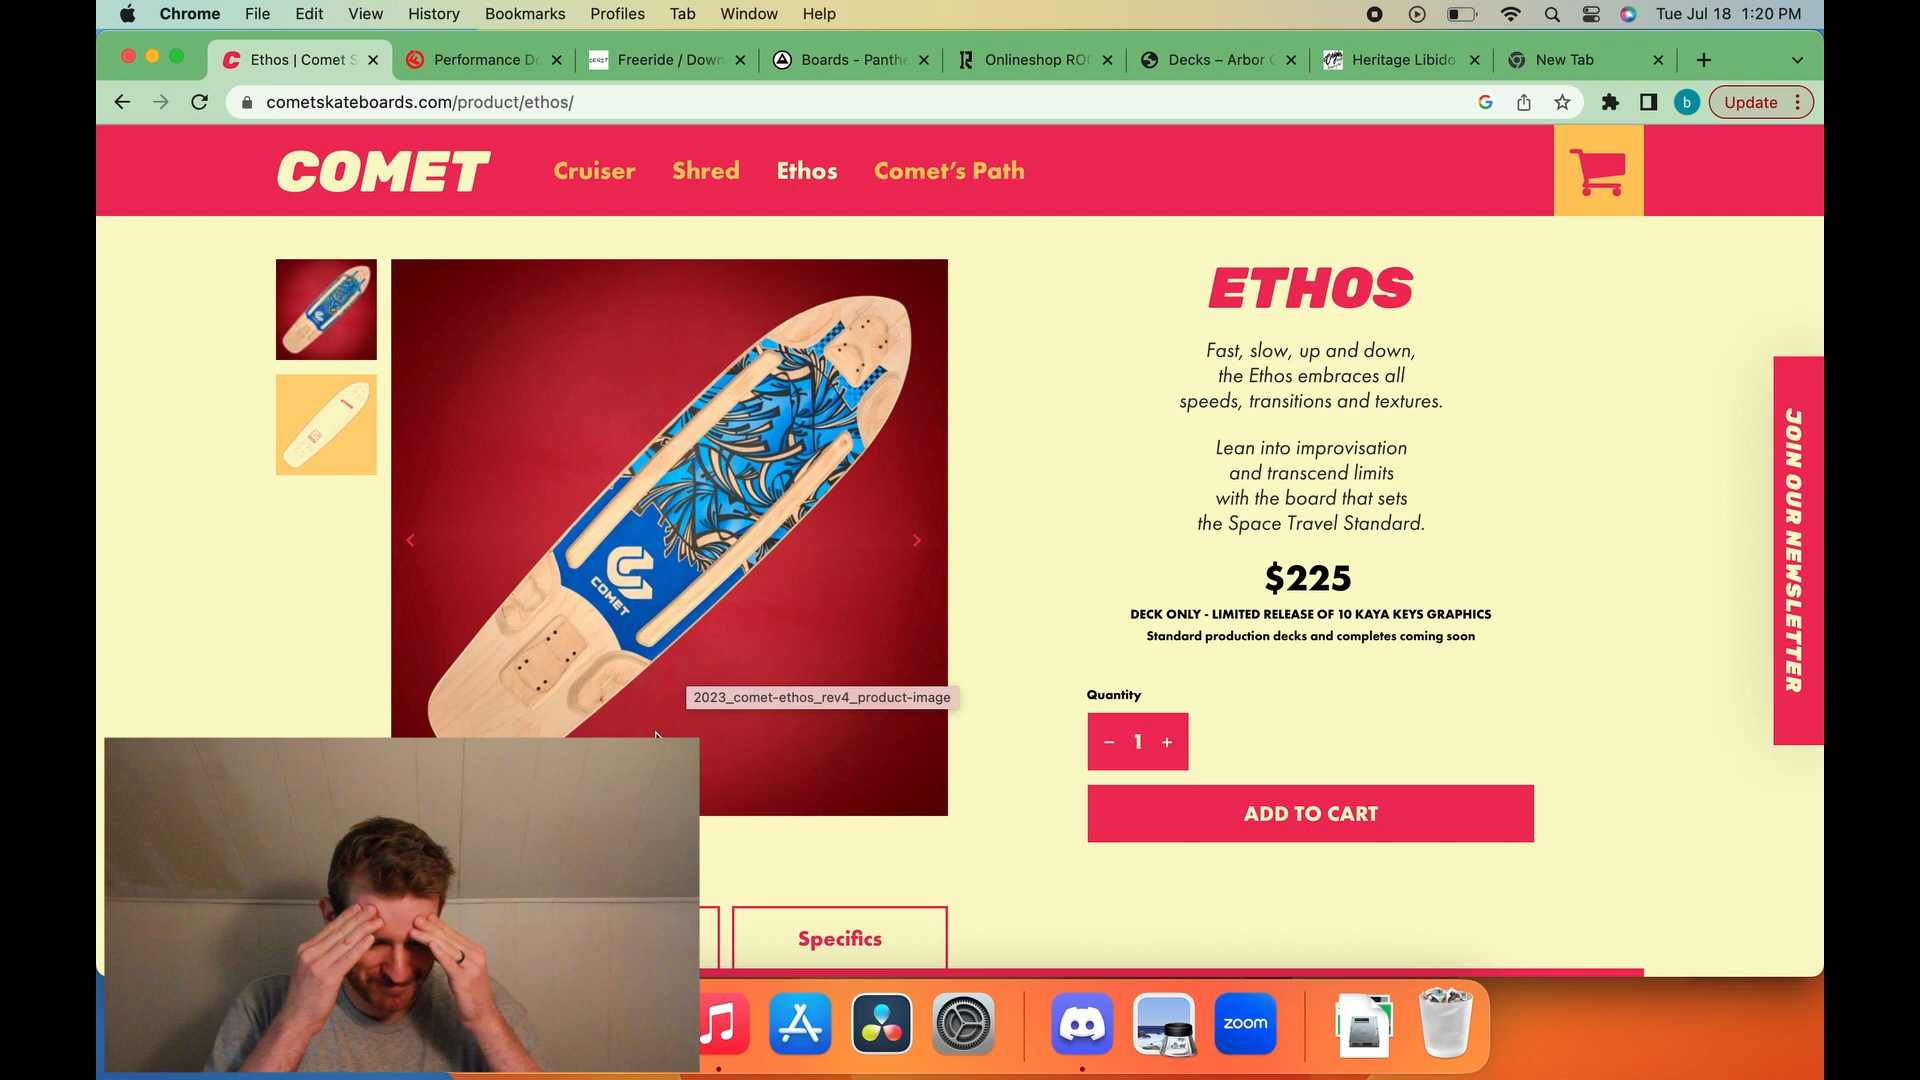 Chrome File Edit View History Bookmarks Profiles Tab Window Help
Tue Jul 18 1:20 PM
Ethos | Comet S
Performance Do
Freeride / Down
Boards - Panthe
Onlineshop ROC
Decks – Arbor C
Heritage Libido
New Tab
cometskateboards.com/product/ethos/
b
Update
COMET
Cruiser
Shred
Ethos
Comet's Path
COMET
2023_comet-ethos_rev4_product-image
ETHOS
Fast, slow, up and down,
the Ethos embraces all
speeds, transitions and textures.
Lean into improvisation
and transcend limits
with the board that sets
the Space Travel Standard.
$225
DECK ONLY - LIMITED RELEASE OF 10 KAYA KEYS GRAPHICS
Standard production decks and completes coming soon
Quantity
− 1 +
ADD TO CART
JOIN OUR NEWSLETTER
Specifics
zoom